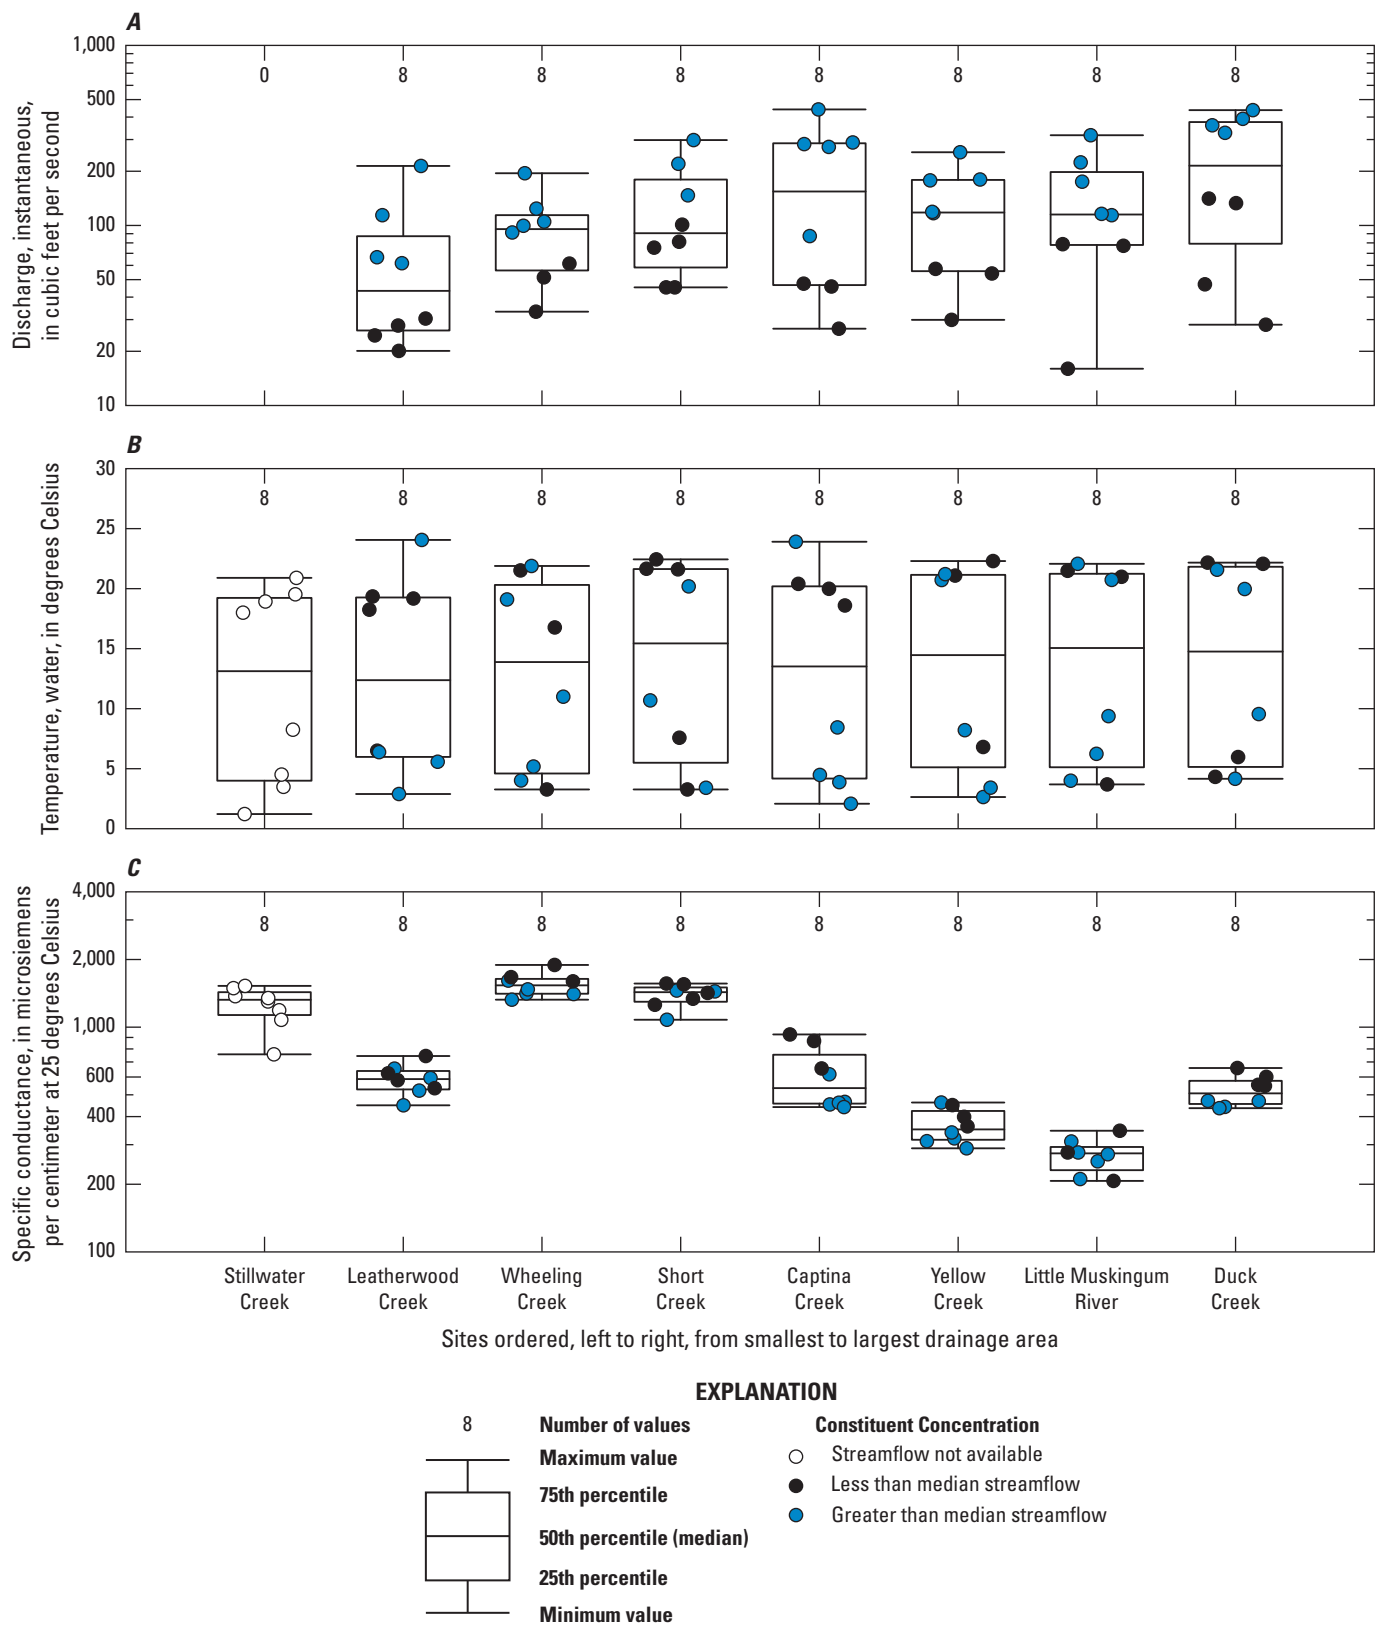 A
Discharge, instantaneous,
in cubic feet per second
1,000
500
200
100
50
20
10
0 8 8 8 8 8 8 8
B
Temperature, water, in degrees Celsius
30
25
20
15
10
5
0
8 8 8 8 8 8 8 8
C
Specific conductance, in microsiemens
per centimeter at 25 degrees Celsius
4,000
2,000
1,000
600
400
200
100
8 8 8 8 8 8 8 8
Stillwater Leatherwood Wheeling Short Captina Yellow Little Muskingum Duck
Creek Creek Creek Creek Creek Creek River Creek
Sites ordered, left to right, from smallest to largest drainage area
EXPLANATION
8 Number of values
Maximum value
75th percentile
50th percentile (median)
25th percentile
Minimum value
Constituent Concentration
Streamflow not available
Less than median streamflow
Greater than median streamflow